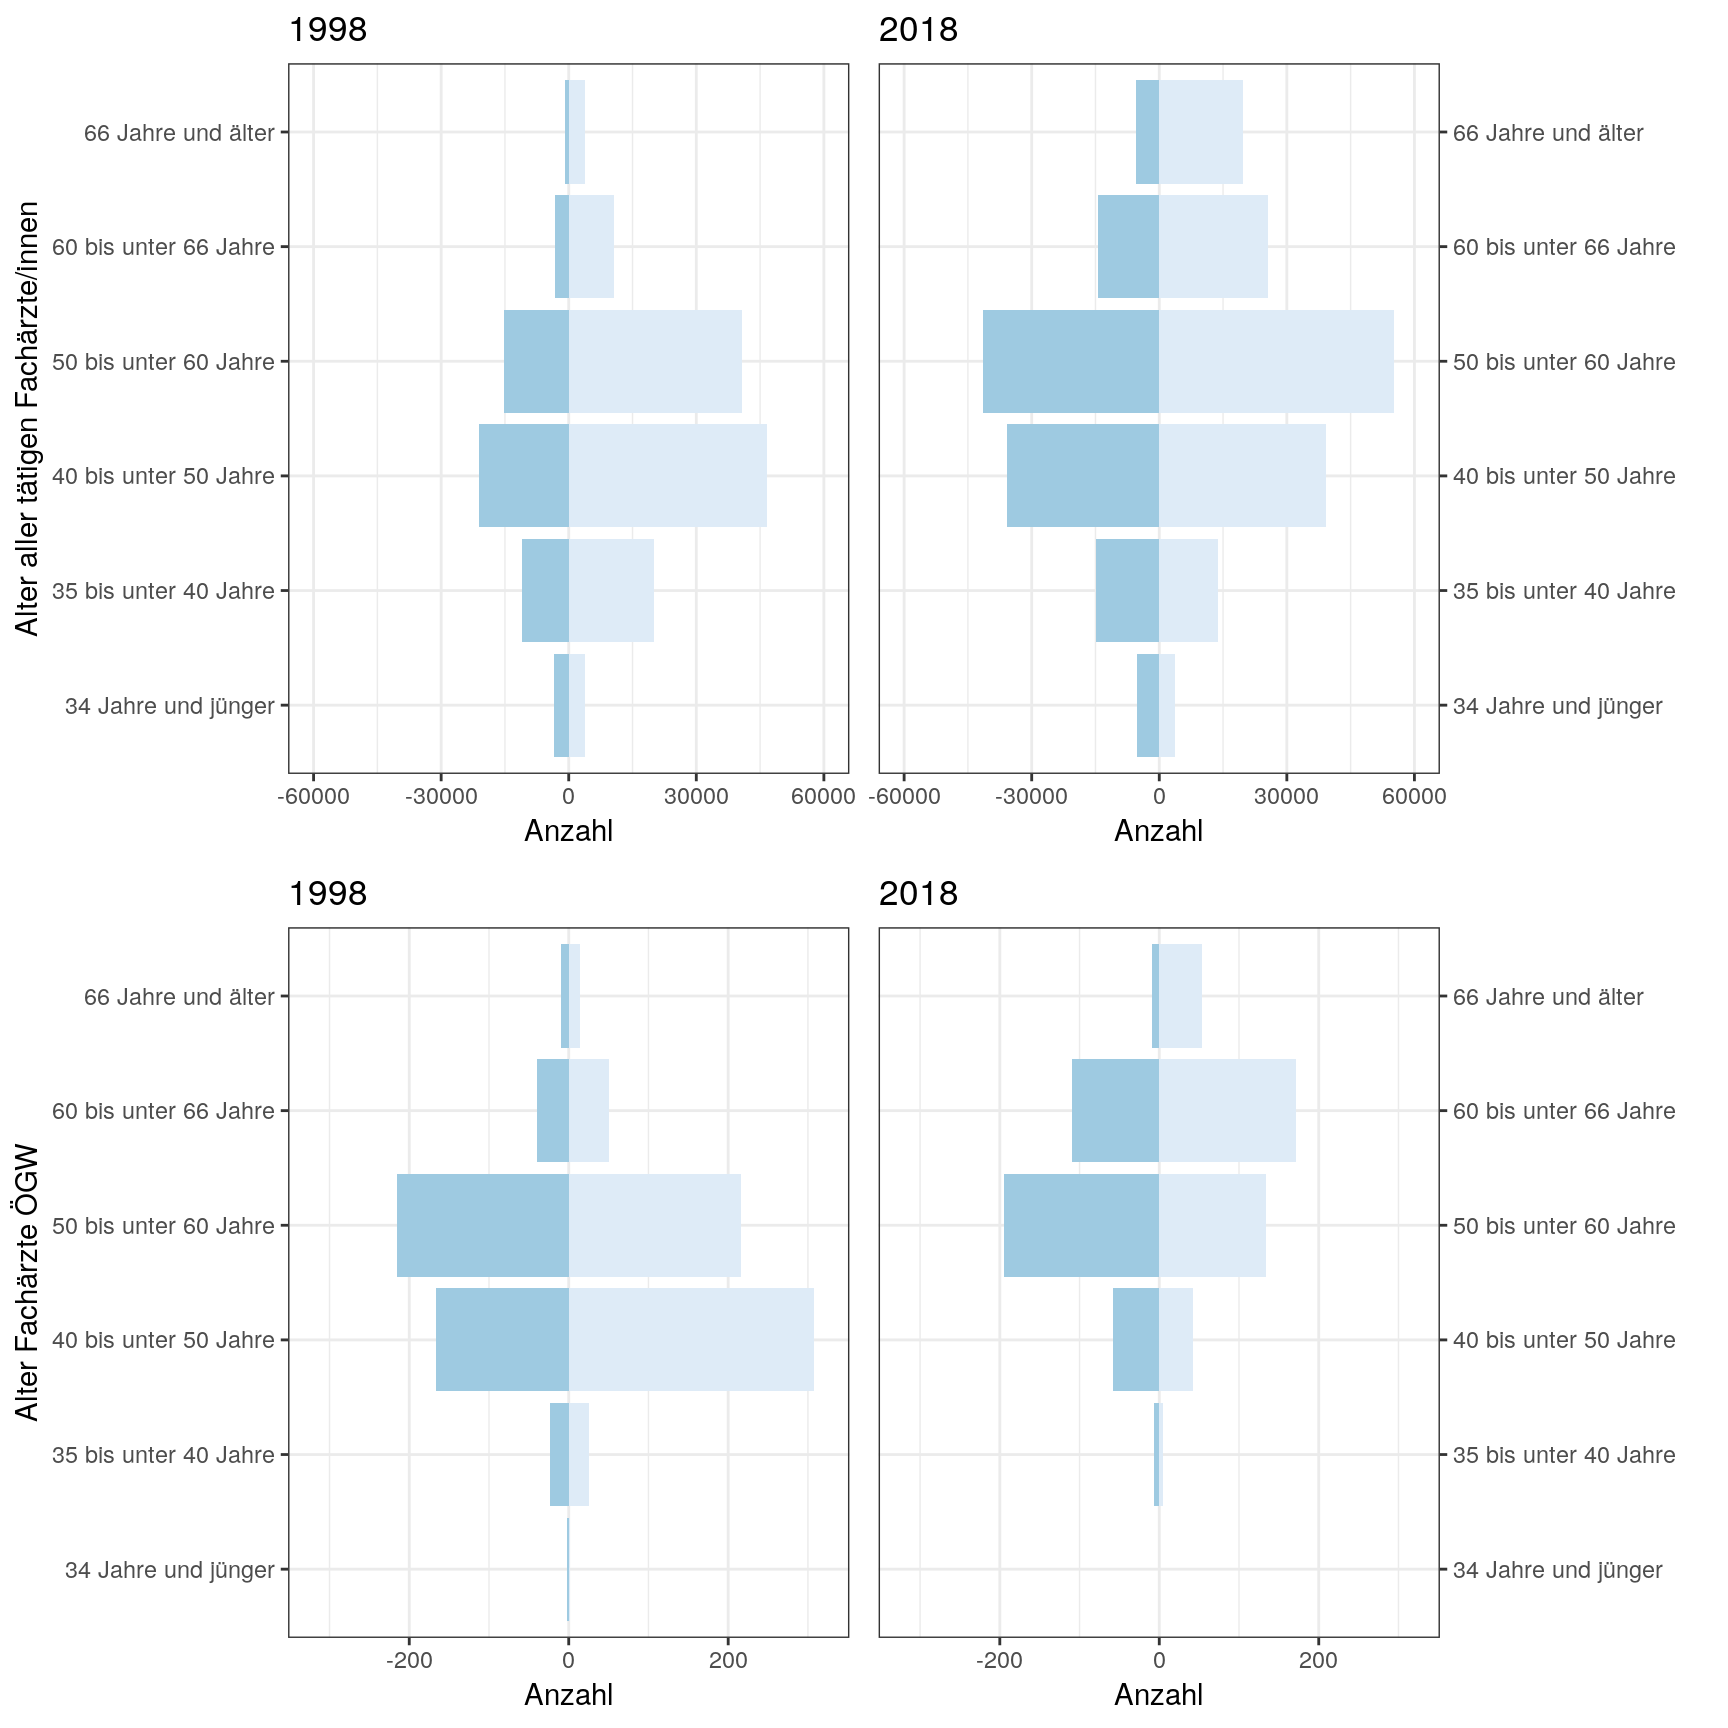 1998
2018
Alter aller tätigen Fachärzte/innen
66 Jahre und älter
60 bis unter 66 Jahre
50 bis unter 60 Jahre
40 bis unter 50 Jahre
35 bis unter 40 Jahre
34 Jahre und jünger
66 Jahre und älter
60 bis unter 66 Jahre
50 bis unter 60 Jahre
40 bis unter 50 Jahre
35 bis unter 40 Jahre
34 Jahre und jünger
-60000 -30000 0 30000 60000
-60000 -30000 0 30000 60000
Anzahl
Anzahl
1998
2018
Alter Fachärzte ÖGW
66 Jahre und älter
60 bis unter 66 Jahre
50 bis unter 60 Jahre
40 bis unter 50 Jahre
35 bis unter 40 Jahre
34 Jahre und jünger
66 Jahre und älter
60 bis unter 66 Jahre
50 bis unter 60 Jahre
40 bis unter 50 Jahre
35 bis unter 40 Jahre
34 Jahre und jünger
-200 0 200
-200 0 200
Anzahl
Anzahl